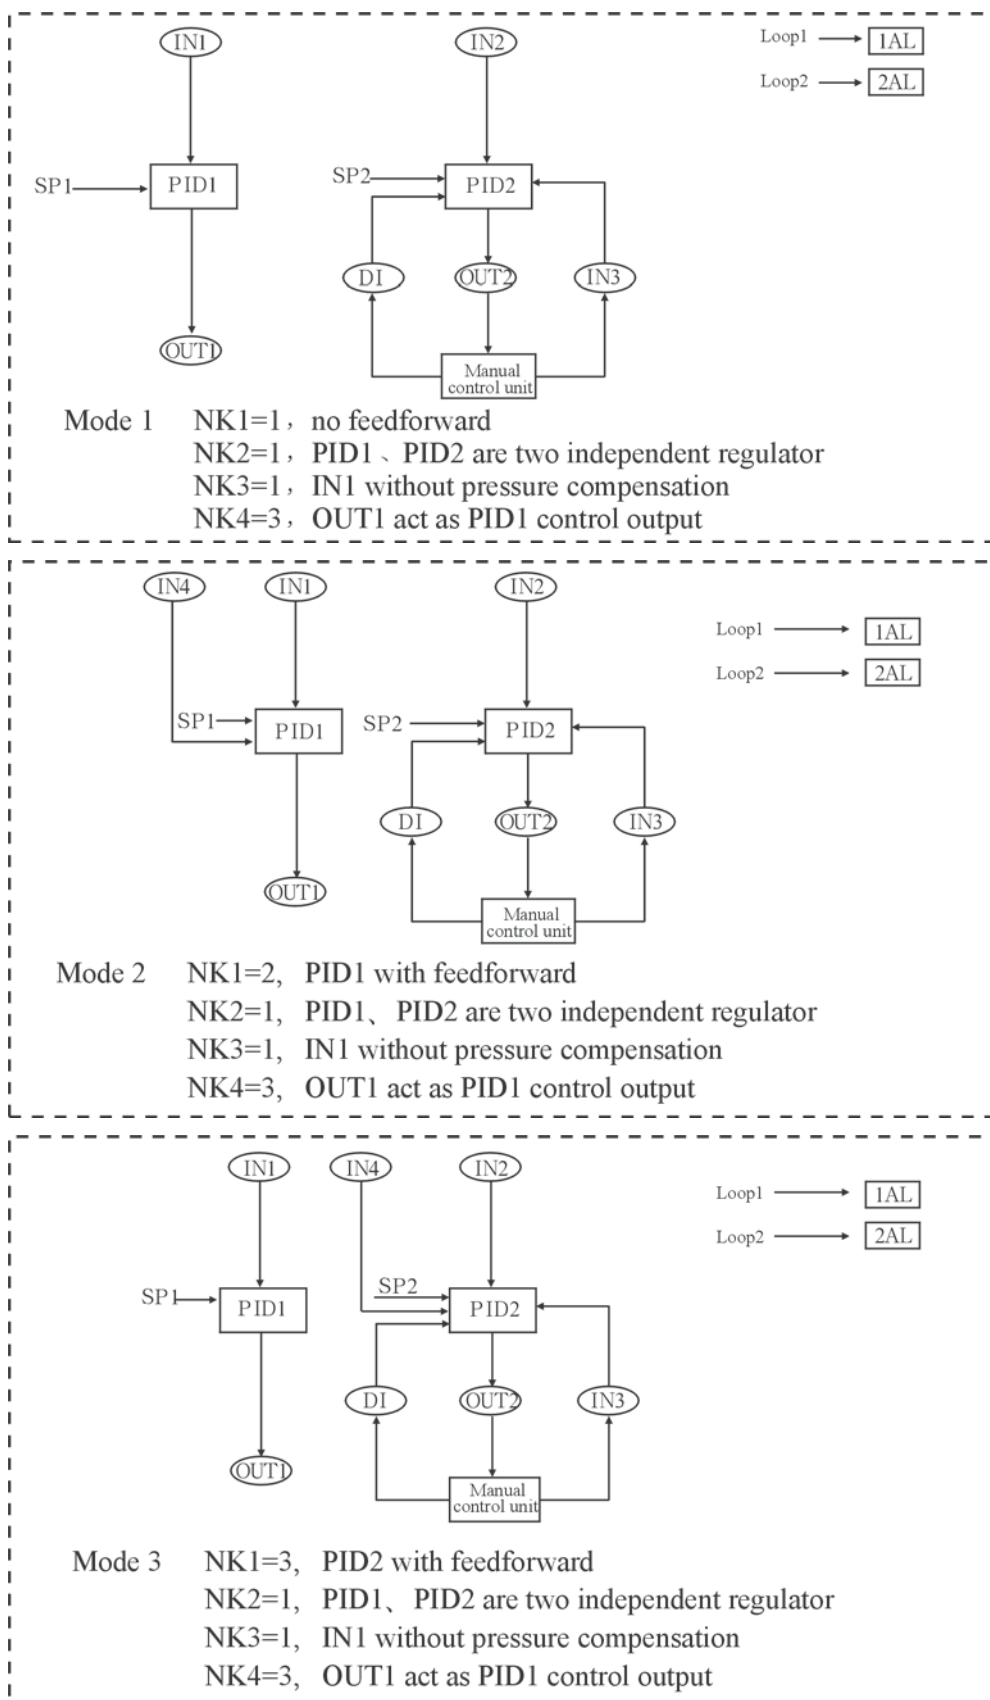 IN1
IN2
Loop1
1AL
Loop2
2AL
SP1
PID1
SP2
PID2
DI
OUT2
IN3
OUT1
Manual
control unit
Mode 1 NK1=1, no feedforward
NK2=1, PID1、PID2 are two independent regulator
NK3=1, IN1 without pressure compensation
NK4=3, OUT1 act as PID1 control output
IN4
IN1
IN2
Loop1
1AL
Loop2
2AL
SP1
PID1
SP2
PID2
DI
OUT2
IN3
OUT1
Manual
control unit
Mode 2 NK1=2, PID1 with feedforward
NK2=1, PID1、PID2 are two independent regulator
NK3=1, IN1 without pressure compensation
NK4=3, OUT1 act as PID1 control output
IN1
IN4
IN2
Loop1
1AL
Loop2
2AL
SP1
PID1
SP2
PID2
DI
OUT2
IN3
OUT1
Manual
control unit
Mode 3 NK1=3, PID2 with feedforward
NK2=1, PID1、PID2 are two independent regulator
NK3=1, IN1 without pressure compensation
NK4=3, OUT1 act as PID1 control output